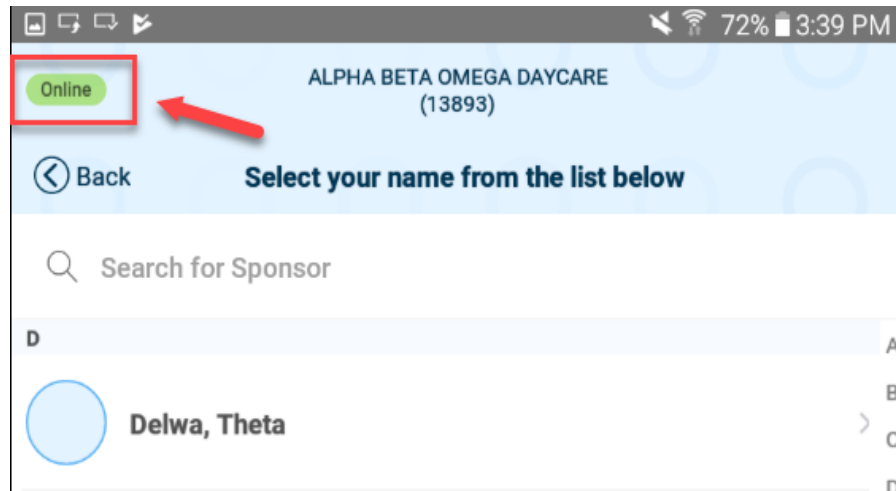 72% 3:39 PM
Online
ALPHA BETA OMEGA DAYCARE
(13893)
Back
Select your name from the list below
Search for Sponsor
D
Delwa, Theta
A
B
C
D